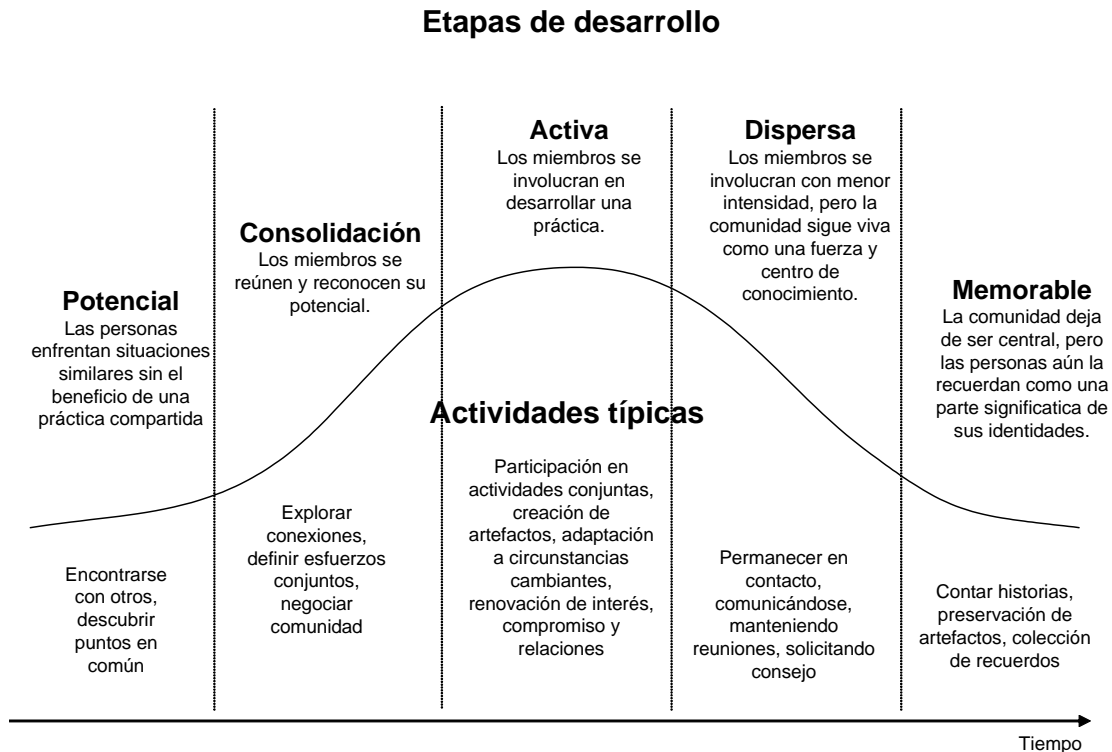 Etapas de desarrollo
Potencial
Las personas
enfrentan situaciones
similares sin el
beneficio de una
práctica compartida
Consolidación
Los miembros se
reúnen y reconocen su
potencial.
Activa
Los miembros se
involucran en
desarrollar una
práctica.
Dispersa
Los miembros se
involucran con menor
intensidad, pero la
comunidad sigue viva
como una fuerza y
centro de
conocimiento.
Memorable
La comunidad deja
de ser central, pero
las personas aún la
recuerdan como una
parte significatica de
sus identidades.
Actividades típicas
Encontrarse
con otros,
descubrir
puntos en
común
Explorar
conexiones,
definir esfuerzos
conjuntos,
negociar
comunidad
Participación en
actividades conjuntas,
creación de
artefactos, adaptación
a circunstancias
cambiantes,
renovación de interés,
compromiso y
relaciones
Permanecer en
contacto,
comunicándose,
manteniendo
reuniones, solicitando
consejo
Contar historias,
preservación de
artefactos, colección
de recuerdos
Tiempo